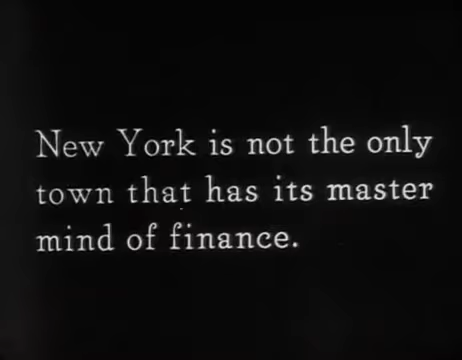 New York is not the only
town that has its master
mind of finance.